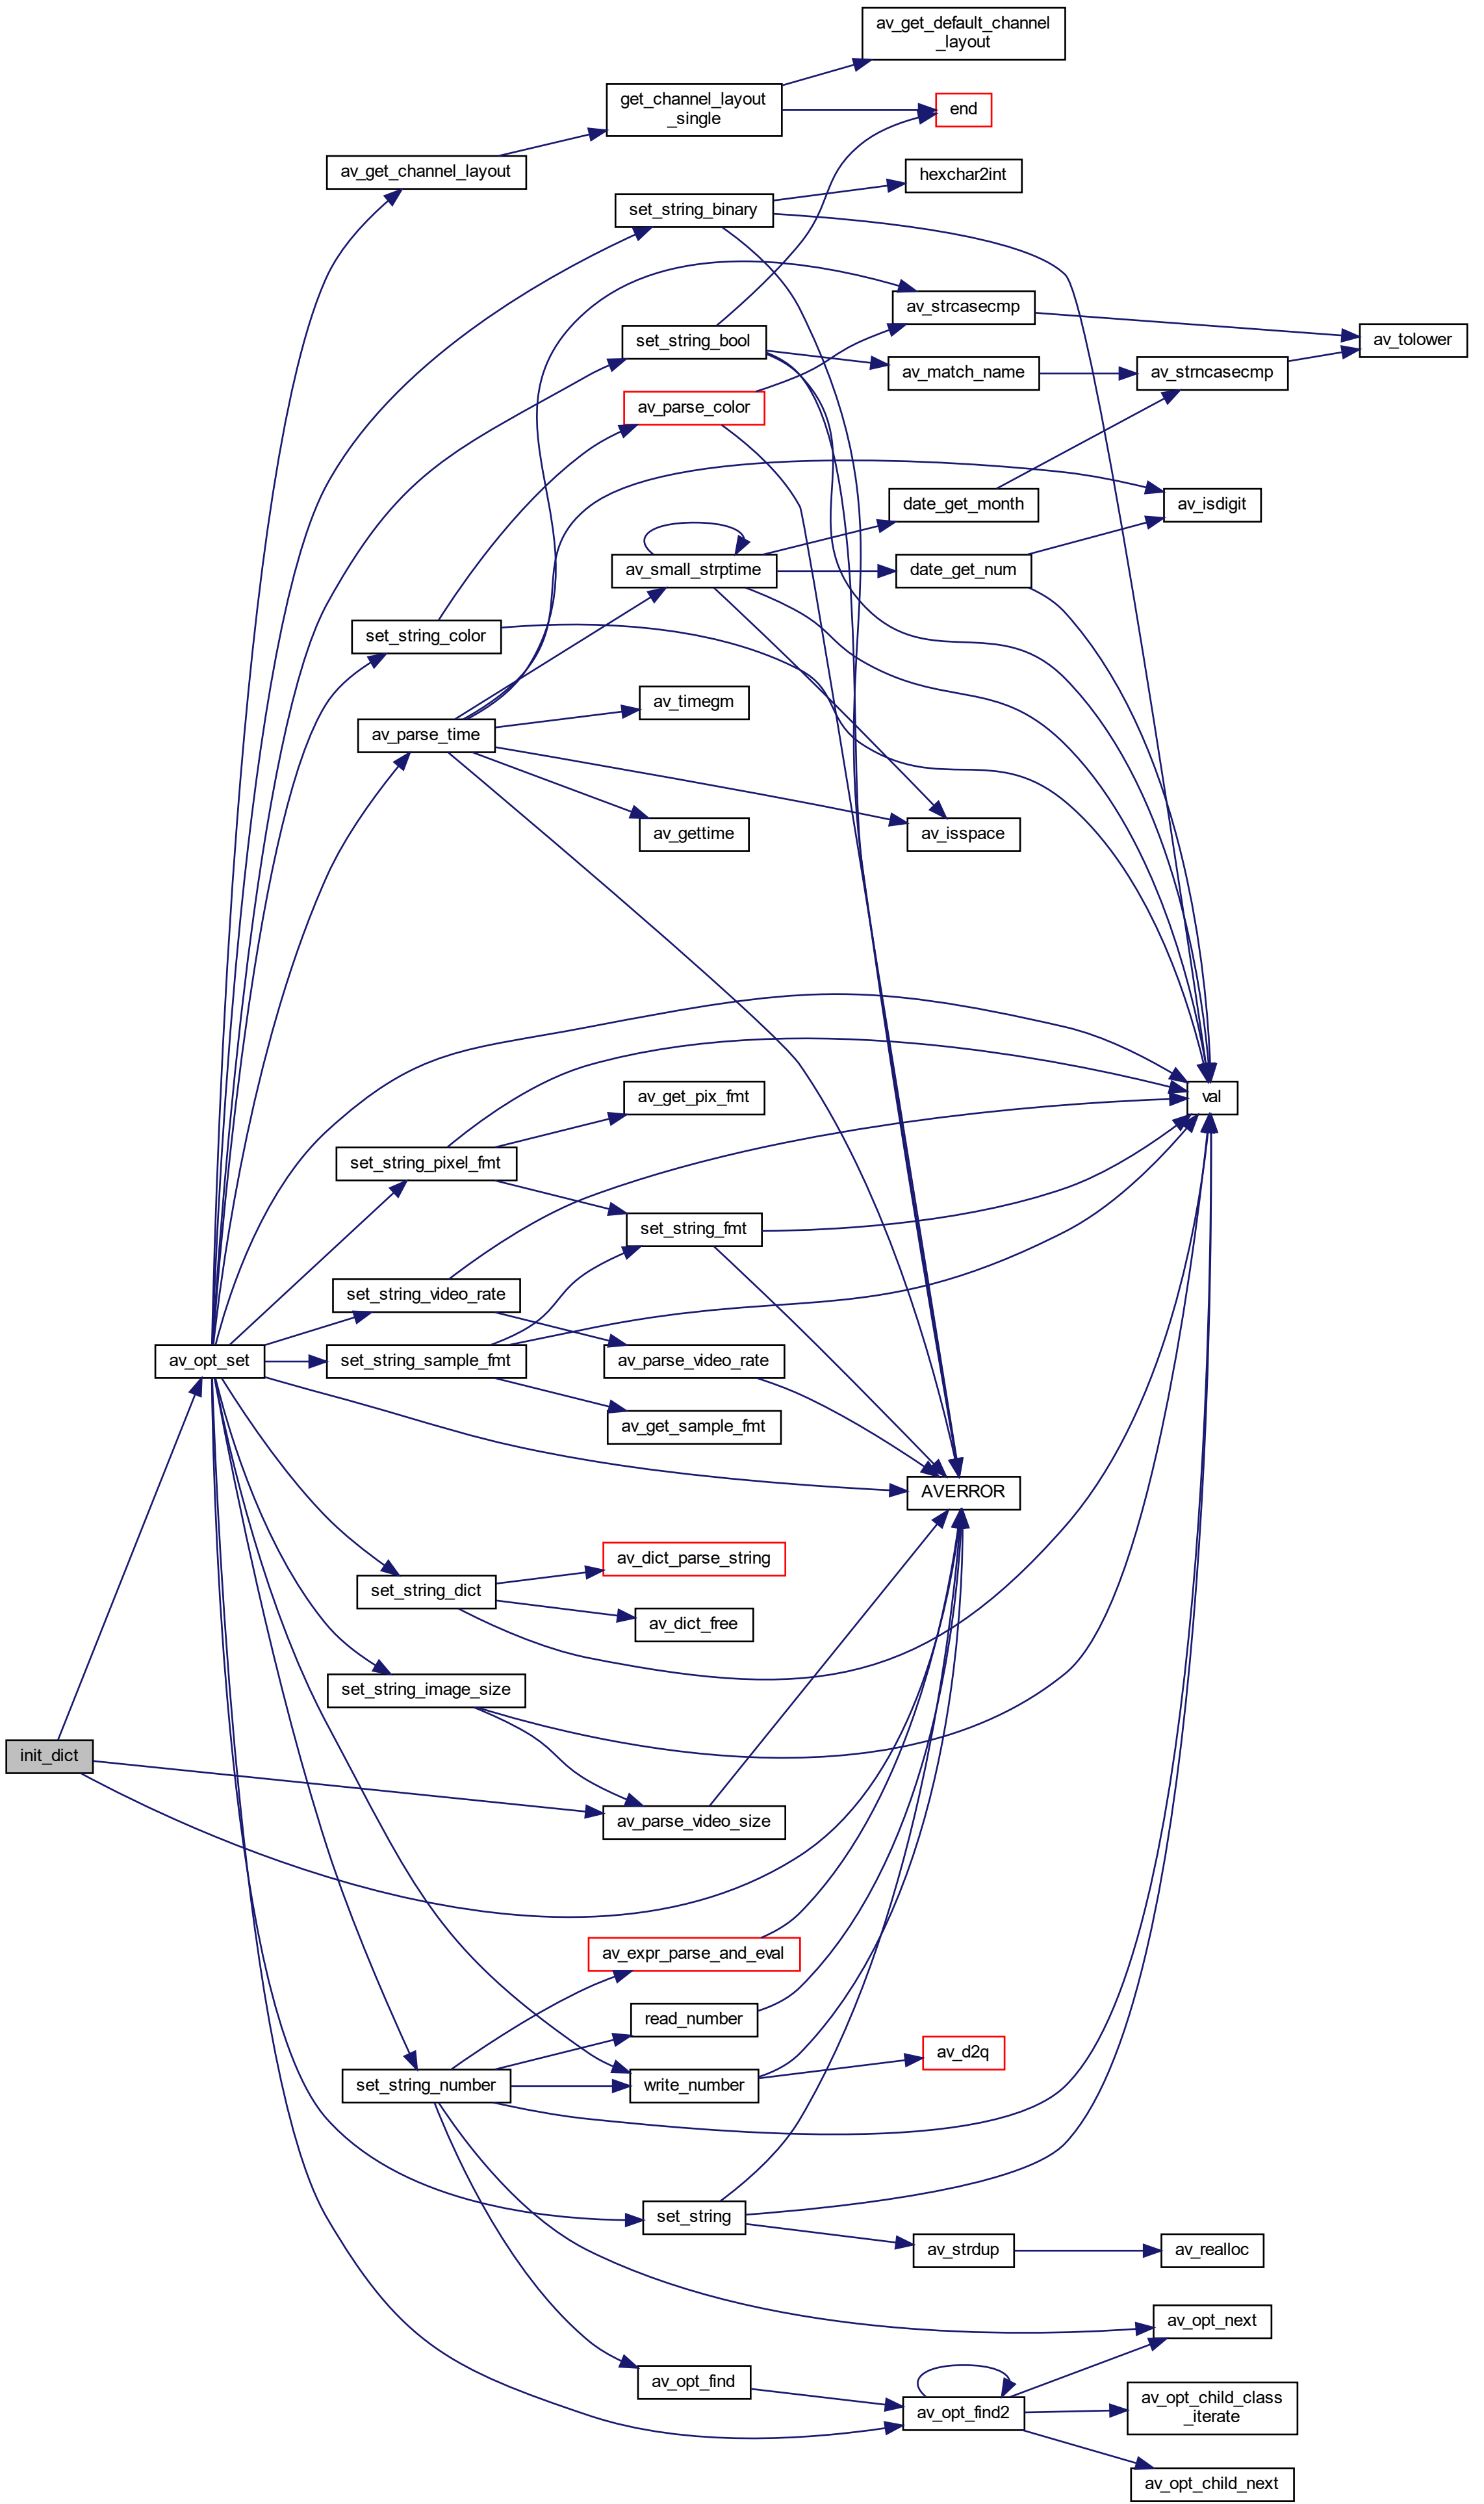 av_get_default_channel
_layout
get_channel_layout
_single
end
av_get_channel_layout
hexchar2int
set_string_binary
av_strcasecmp
set_string_bool
av_tolower
av_match_name
av_strncasecmp
av_parse_color
date_get_month
av_isdigit
av_small_strptime
date_get_num
set_string_color
av_timegm
av_parse_time
av_gettime
av_isspace
av_get_pix_fmt
val
set_string_pixel_fmt
set_string_fmt
set_string_video_rate
av_opt_set
set_string_sample_fmt
av_parse_video_rate
av_get_sample_fmt
AVERROR
av_dict_parse_string
set_string_dict
av_dict_free
set_string_image_size
init_dict
av_parse_video_size
av_expr_parse_and_eval
read_number
av_d2q
set_string_number
write_number
set_string
av_strdup
av_realloc
av_opt_next
av_opt_find
av_opt_find2
av_opt_child_class
_iterate
av_opt_child_next